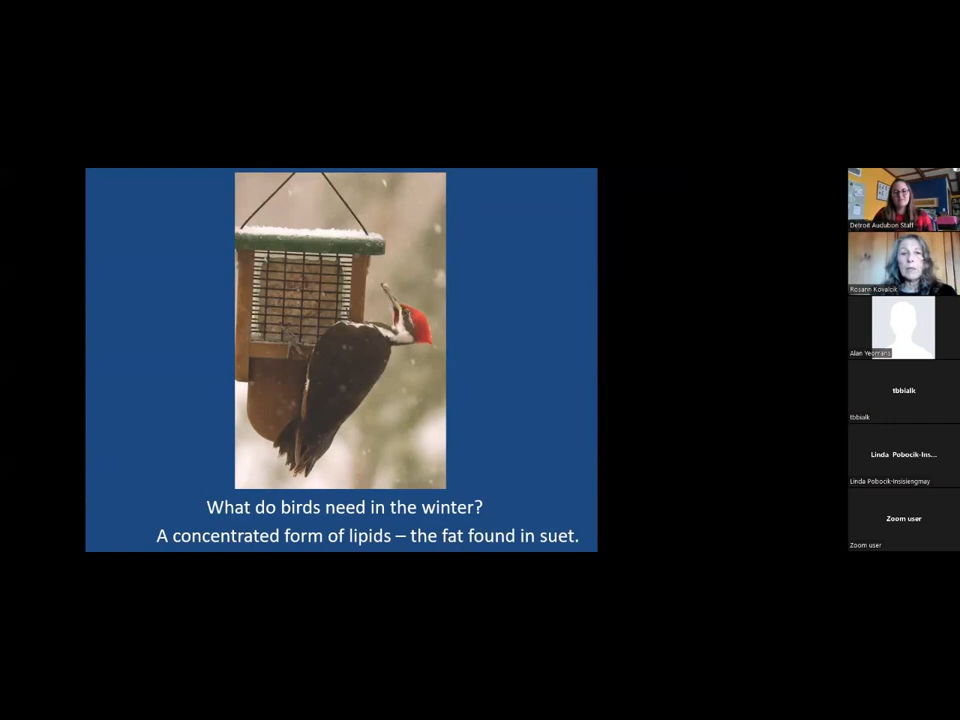 What do birds need in the winter?
A concentrated form of lipids – the fat found in suet.
Detroit Audubon Staff
Rosann Kovalcik
Alan Yeomans
tbbialk
tbbialk
Linda Pobocik-Ins...
Linda Pobocik-Insisiengmay
Zoom user
Zoom user